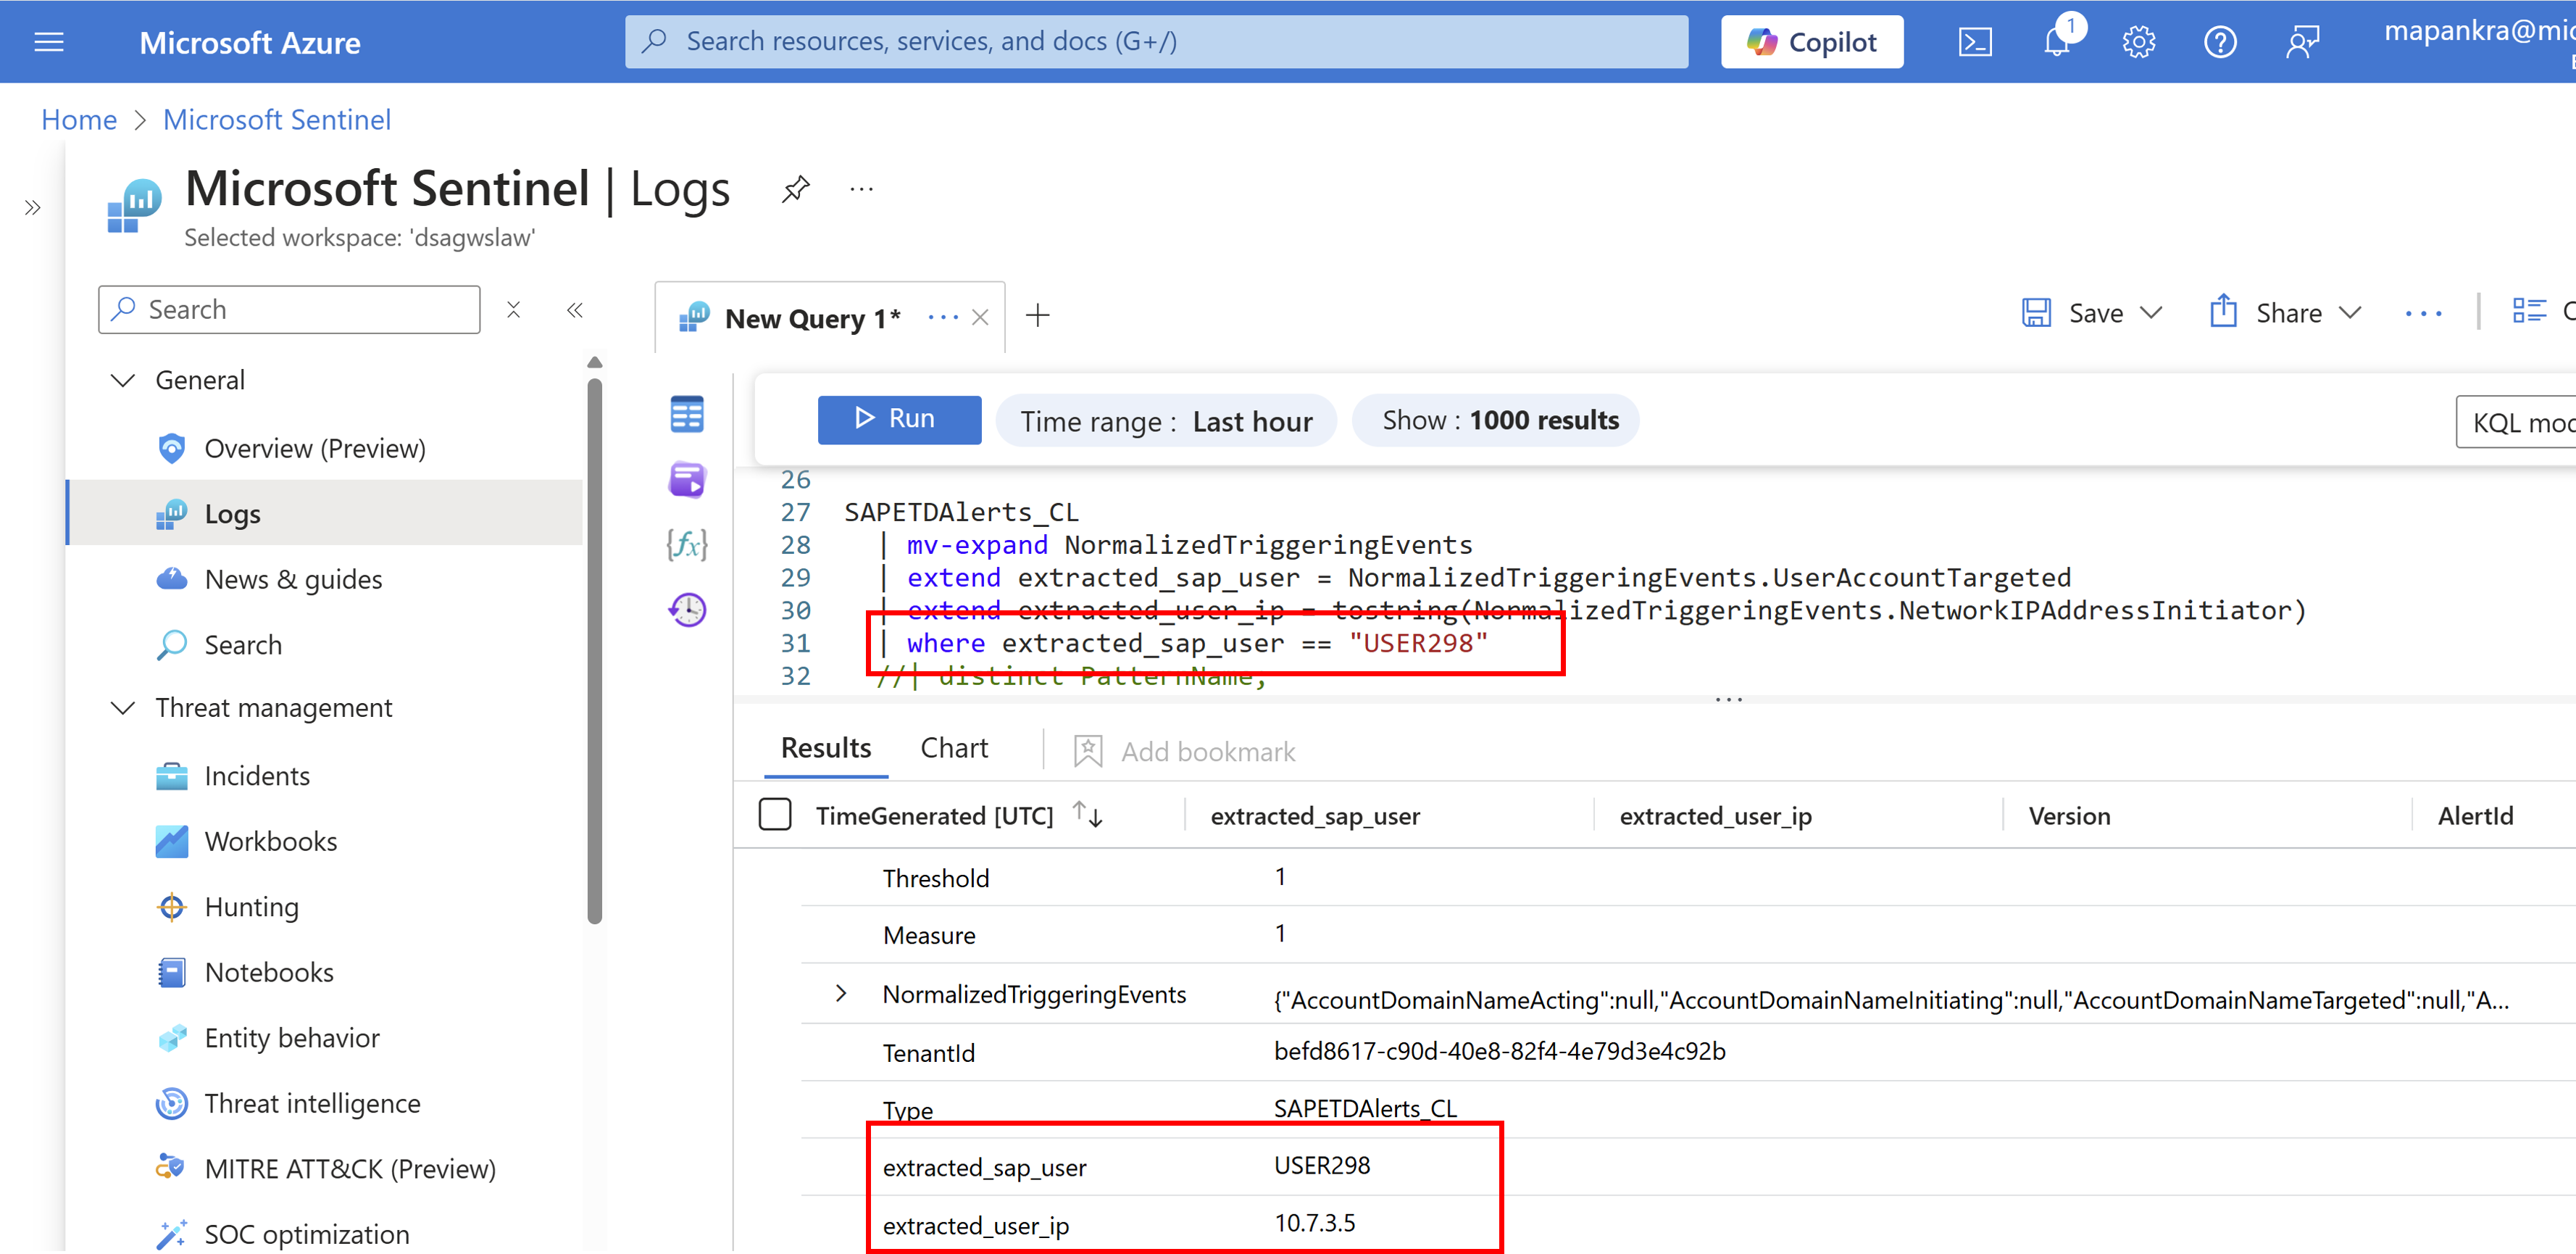 Microsoft Azure
Search resources, services, and docs (G+/)
Copilot
1
mapankra@mic
Home > Microsoft Sentinel
Microsoft Sentinel | Logs
Selected workspace: 'dsagwslaw'
Search
General
Overview (Preview)
Logs
News & guides
Search
Threat management
Incidents
Workbooks
Hunting
Notebooks
Entity behavior
Threat intelligence
MITRE ATT&CK (Preview)
SOC optimization
New Query 1*
Save
Share
Run
Time range : Last hour
Show : 1000 results
KQL mod
26
27 SAPETDAlerts_CL
28 | mv-expand NormalizedTriggeringEvents
29 | extend extracted_sap_user = NormalizedTriggeringEvents.UserAccountTargeted
30 | extend extracted_user_ip = tostring(NormalizedTriggeringEvents.NetworkIPAddressInitiator)
31 | where extracted_sap_user == "USER298"
32 //| distinct PatternName,
Results
Chart
Add bookmark
TimeGenerated [UTC] extracted_sap_user extracted_user_ip Version AlertId
Threshold 1
Measure 1
NormalizedTriggeringEvents {"AccountDomainNameActing":null,"AccountDomainNameInitiating":null,"AccountDomainNameTargeted":null,"A...
TenantId befd8617-c90d-40e8-82f4-4e79d3e4c92b
Type SAPETDAlerts_CL
extracted_sap_user USER298
extracted_user_ip 10.7.3.5